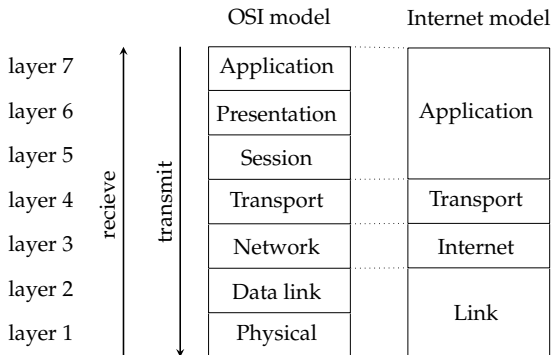 OSI model Internet model
layer 7 Application
layer 6 Presentation Application
layer 5 Session
layer 4 Transport Transport
layer 3 Network Internet
layer 2 Data link
Link
layer 1 Physical
recieve
transmit